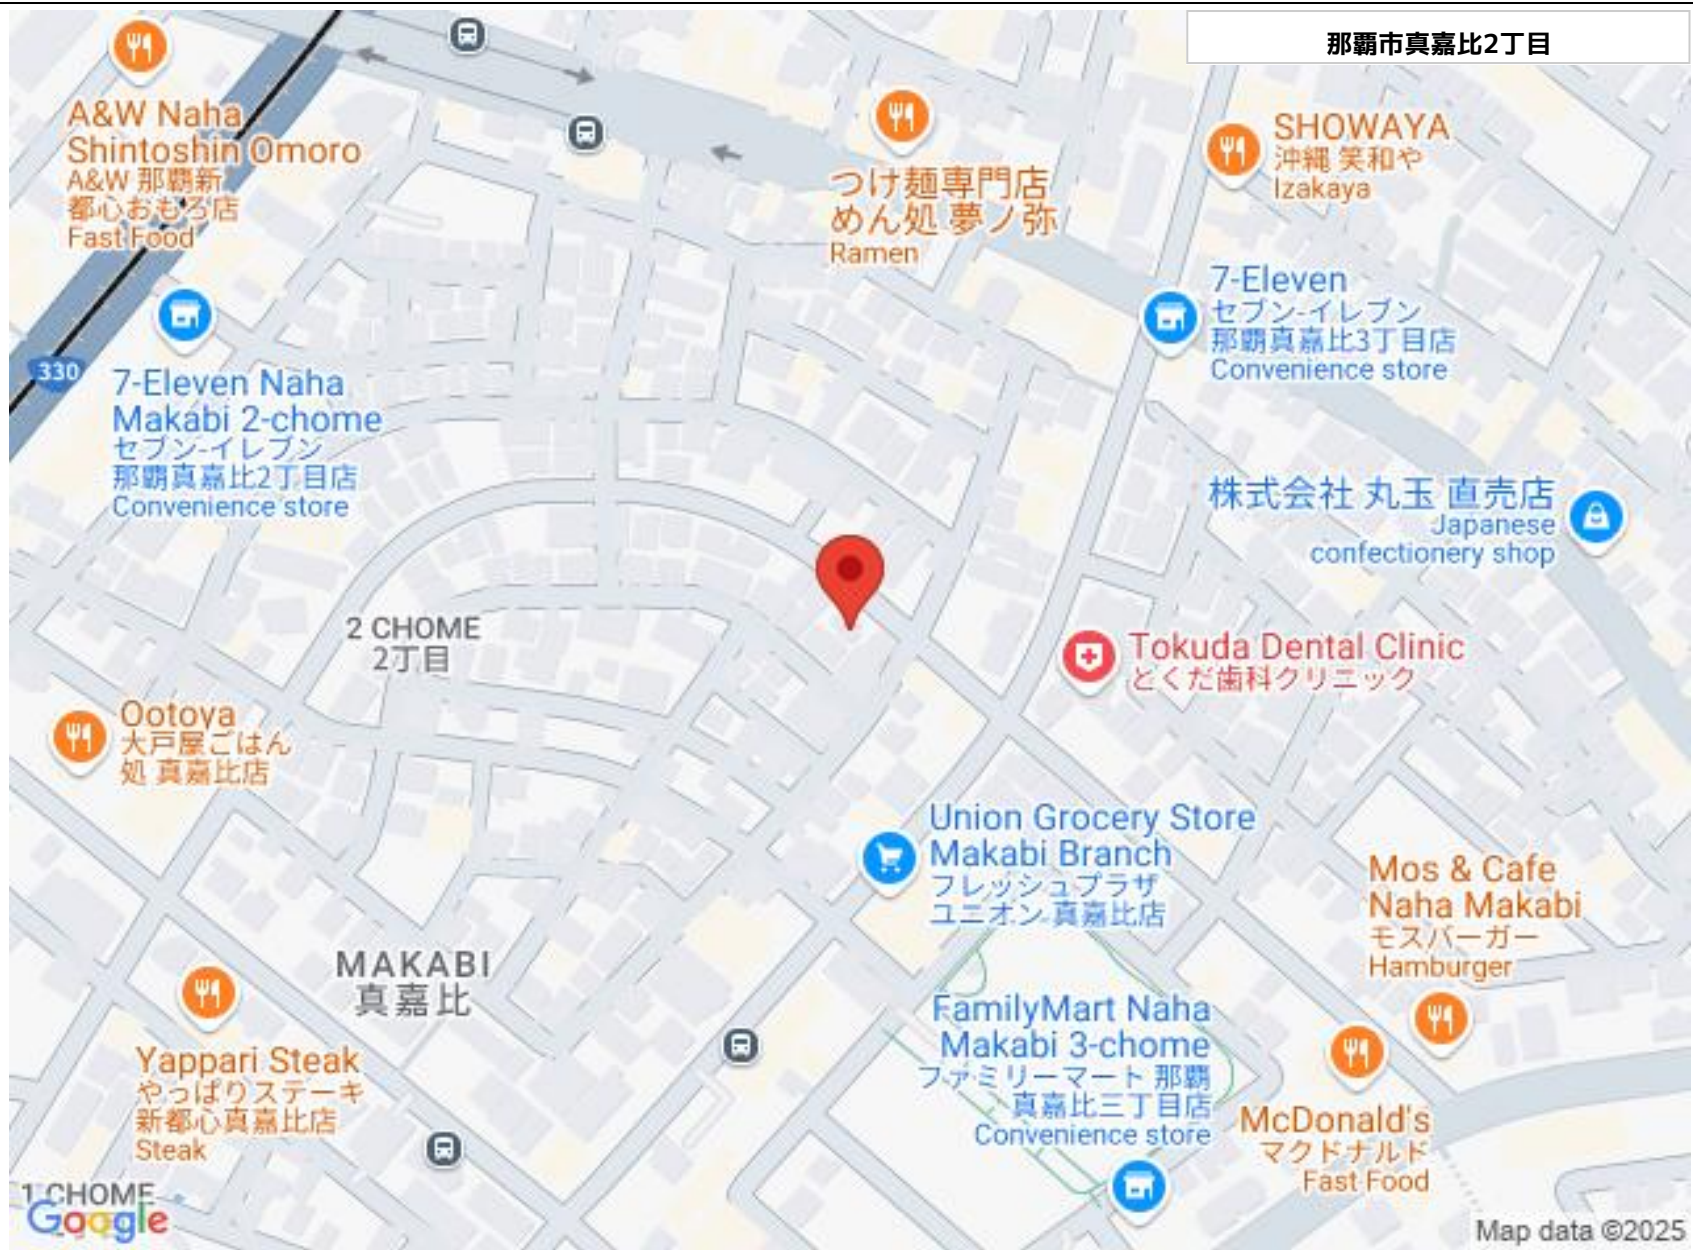 那覇市真嘉比2丁目
A&W Naha
Shintoshin Omoro
A&W 那覇新
都心おもろ店
Fast Food
つけ麺専門店
めん処 夢ノ弥
Ramen
SHOWAYA
沖縄 笑和や
Izakaya
7-Eleven
セブン-イレブン
那覇真嘉比3丁目店
Convenience store
330
7-Eleven Naha
Makabi 2-chome
セブン-イレブン
那覇真嘉比2丁目店
Convenience store
株式会社 丸玉 直売店
Japanese
confectionery shop
2 CHOME
2丁目
Tokuda Dental Clinic
とくだ歯科クリニック
Ootoya
大戸屋ごはん
処 真嘉比店
Union Grocery Store
Makabi Branch
フレッシュプラザ
ユニオン 真嘉比店
Mos & Cafe
Naha Makabi
モスバーガー
Hamburger
MAKABI
真嘉比
FamilyMart Naha
Makabi 3-chome
ファミリーマート 那覇
真嘉比三丁目店
Convenience store
Yappari Steak
やっぱりステーキ
新都心真嘉比店
Steak
McDonald's
マクドナルド
Fast Food
1 CHOME
Google
Map data ©2025